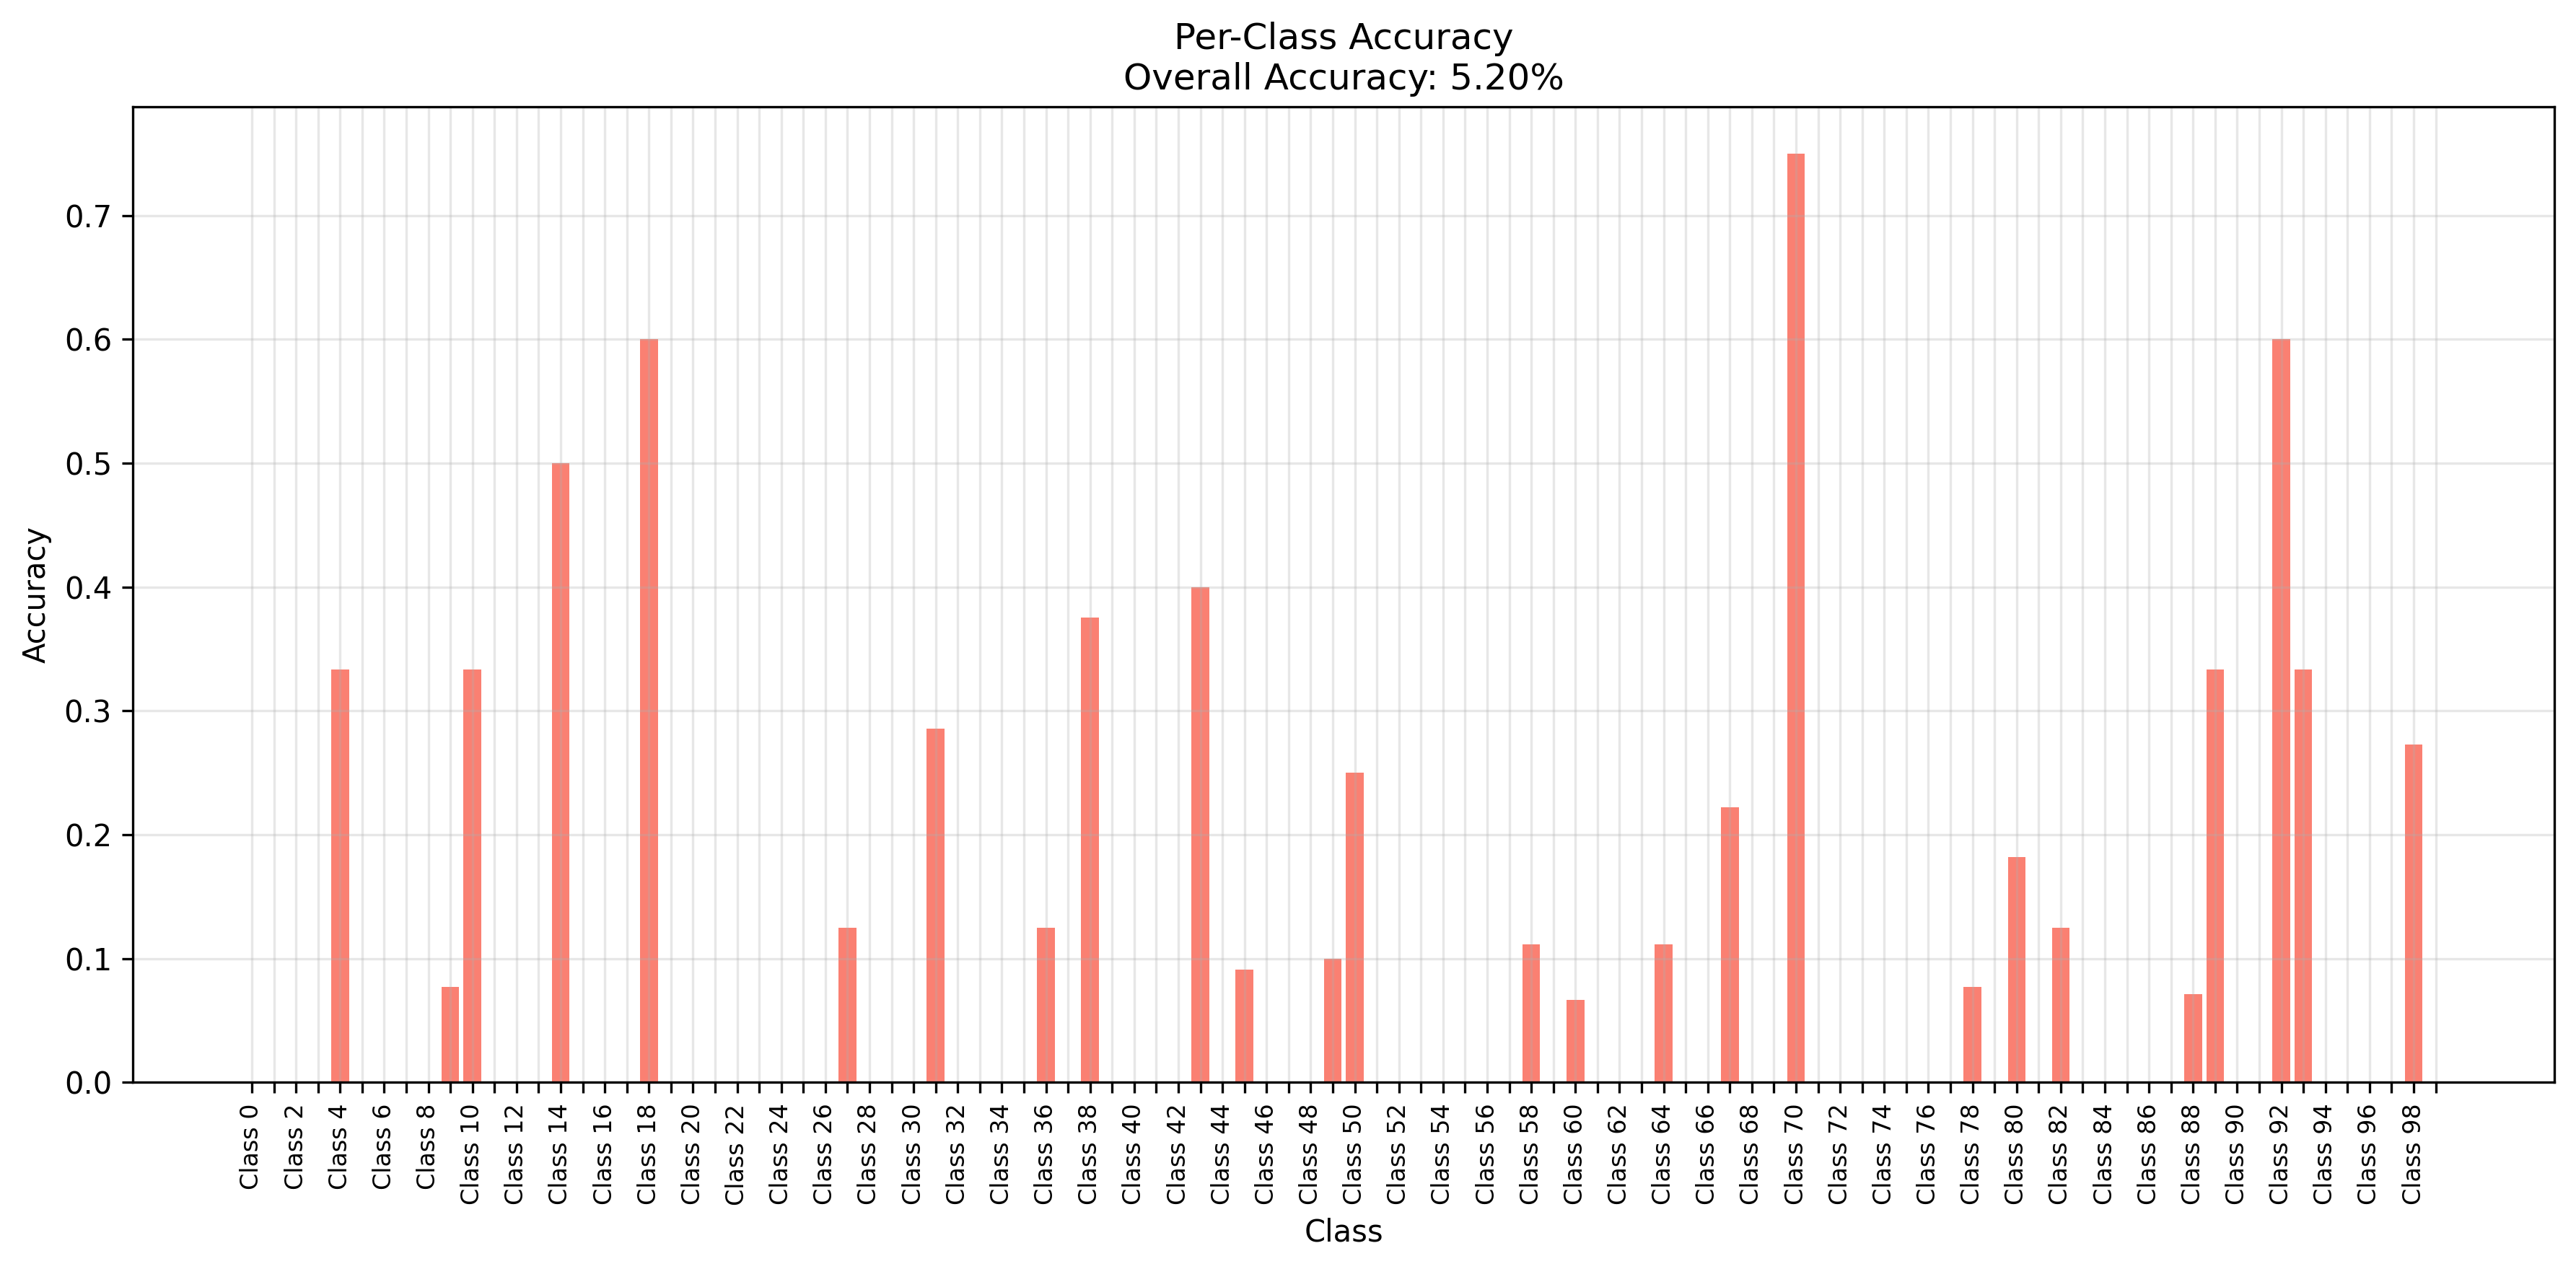 Per-Class Accuracy
Overall Accuracy: 5.20%
Accuracy
0.7
0.6
0.5
0.4
0.3
0.2
0.1
0.0
Class 0
Class 2
Class 4
Class 6
Class 8
Class 10
Class 12
Class 14
Class 16
Class 18
Class 20
Class 22
Class 24
Class 26
Class 28
Class 30
Class 32
Class 34
Class 36
Class 38
Class 40
Class 42
Class 44
Class 46
Class 48
Class 50
Class 52
Class 54
Class 56
Class 58
Class 60
Class 62
Class 64
Class 66
Class 68
Class 70
Class 72
Class 74
Class 76
Class 78
Class 80
Class 82
Class 84
Class 86
Class 88
Class 90
Class 92
Class 94
Class 96
Class 98
Class